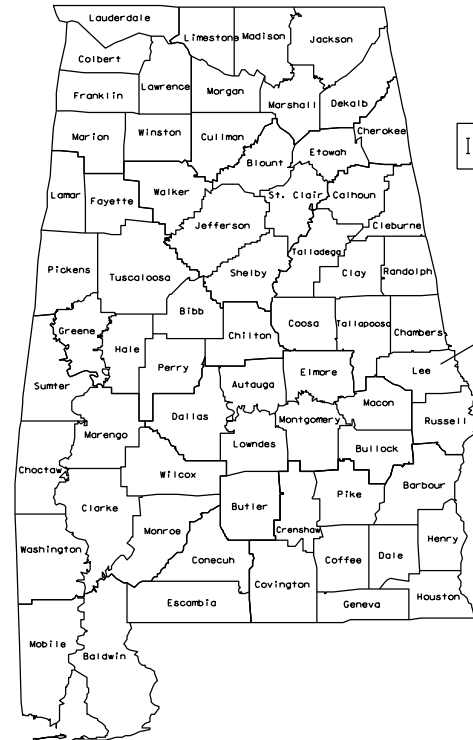 Lauderdale
Limestone
Madison
Jackson
Colbert
Lawrence
Morgan
Marshall
Dekalb
Franklin
Cherokee
Marion
Winston
Cullman
Blount
Etowah
Lamar
Fayette
Walker
St. Clair
Calhoun
Jefferson
Cleburne
Pickens
Tuscaloosa
Shelby
Talladega
Clay
Randolph
Bibb
Greene
Hale
Chilton
Coosa
Tallapoosa
Chambers
Perry
Sumter
Autauga
Elmore
Lee
Dallas
Macon
Marengo
Lowndes
Montgomery
Russell
Choctaw
Wilcox
Bullock
Clarke
Butler
Pike
Barbour
Washington
Monroe
Crenshaw
Conecuh
Coffee
Dale
Henry
Covington
Escambia
Geneva
Houston
Mobile
Baldwin